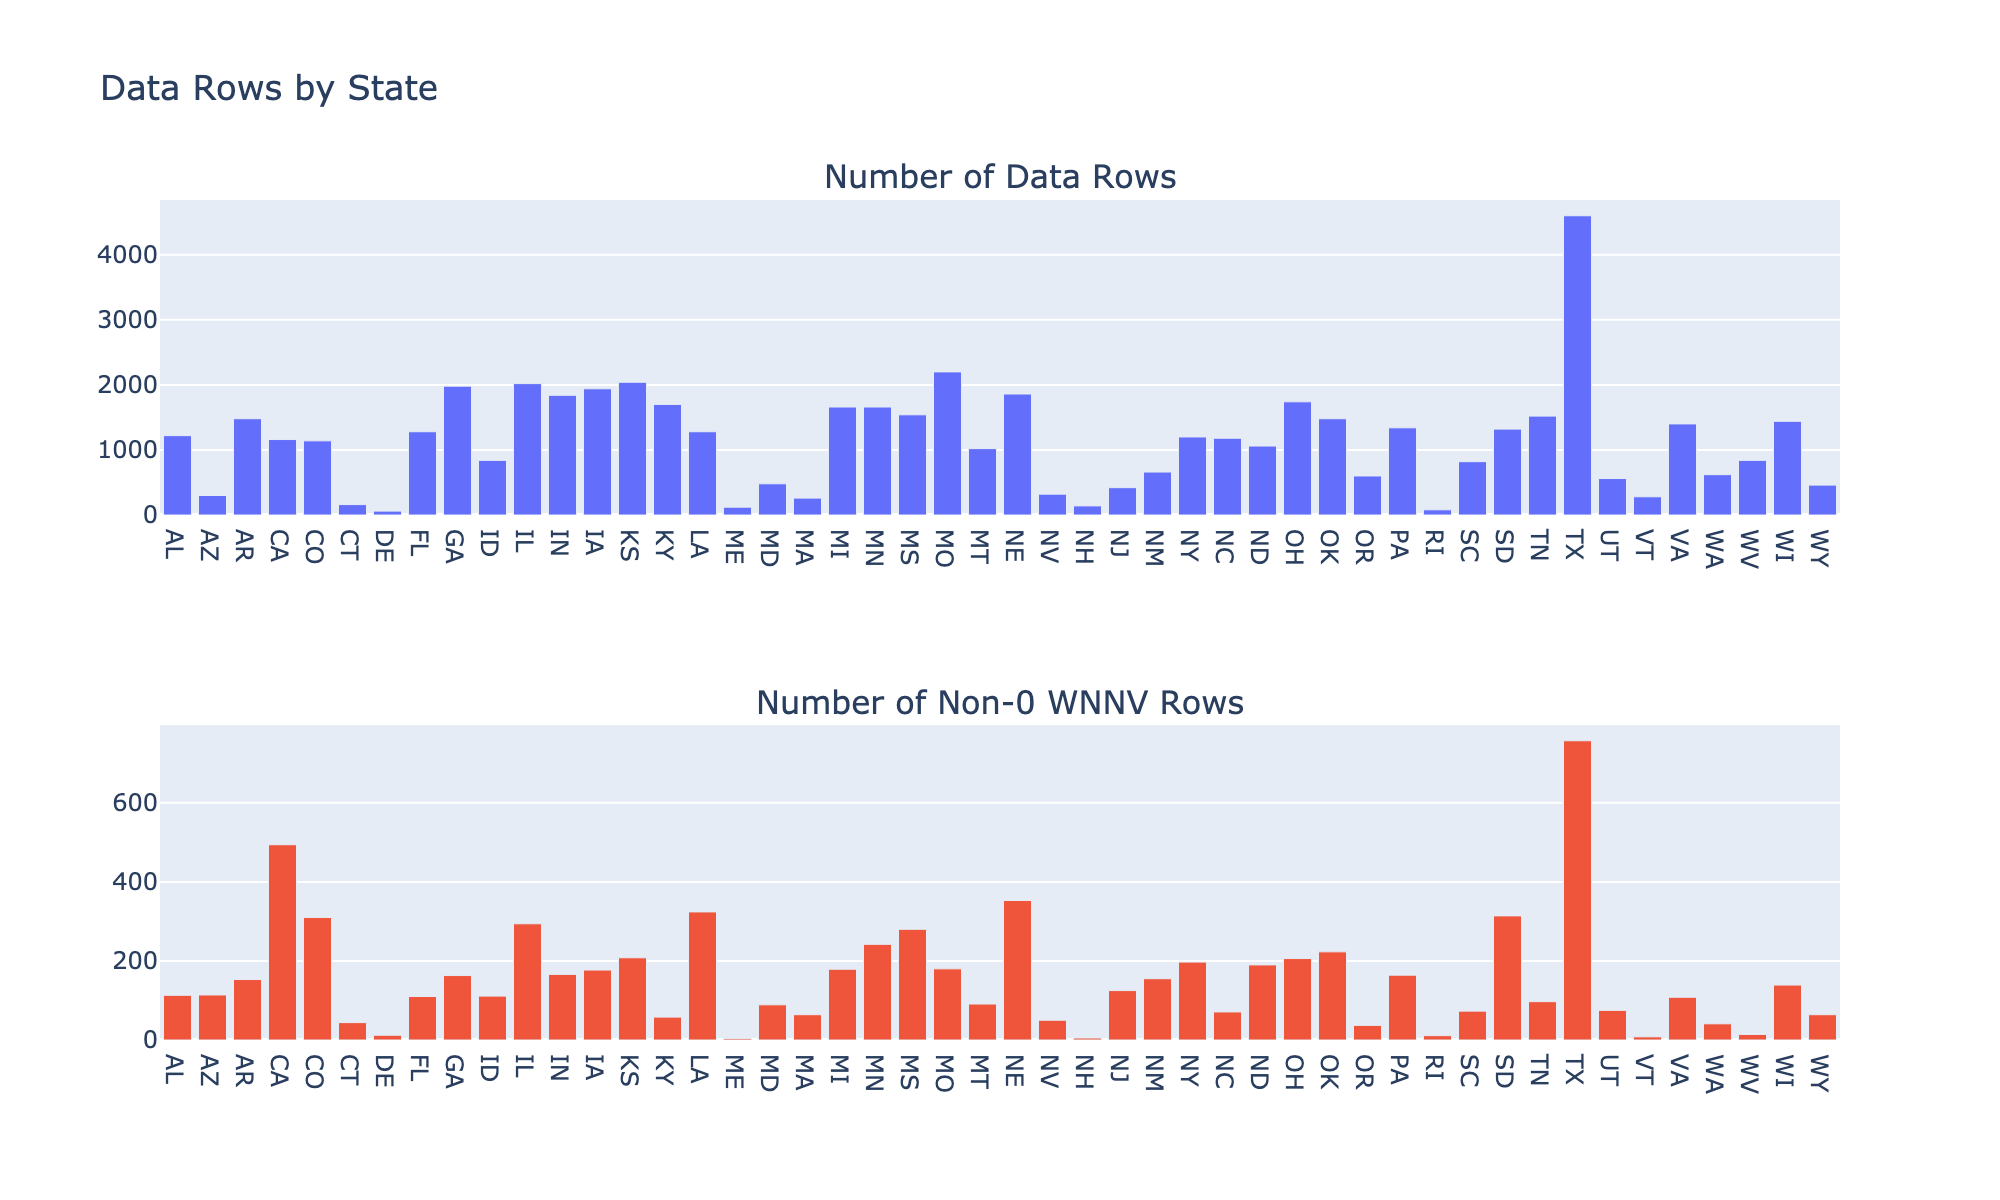 Data Rows by State
Number of Data Rows
4000
3000
2000
1000
0
AL AZ AR CA CO CT DE FL GA ID IL IN IA KS KY LA ME MD MA MI MN MS MO MT NE NV NH NJ NM NY NC ND OH OK OR PA RI SC SD TN TX UT VT VA WA WV WI WY
Number of Non-0 WNNV Rows
600
400
200
0
AL AZ AR CA CO CT DE FL GA ID IL IN IA KS KY LA ME MD MA MI MN MS MO MT NE NV NH NJ NM NY NC ND OH OK OR PA RI SC SD TN TX UT VT VA WA WV WI WY